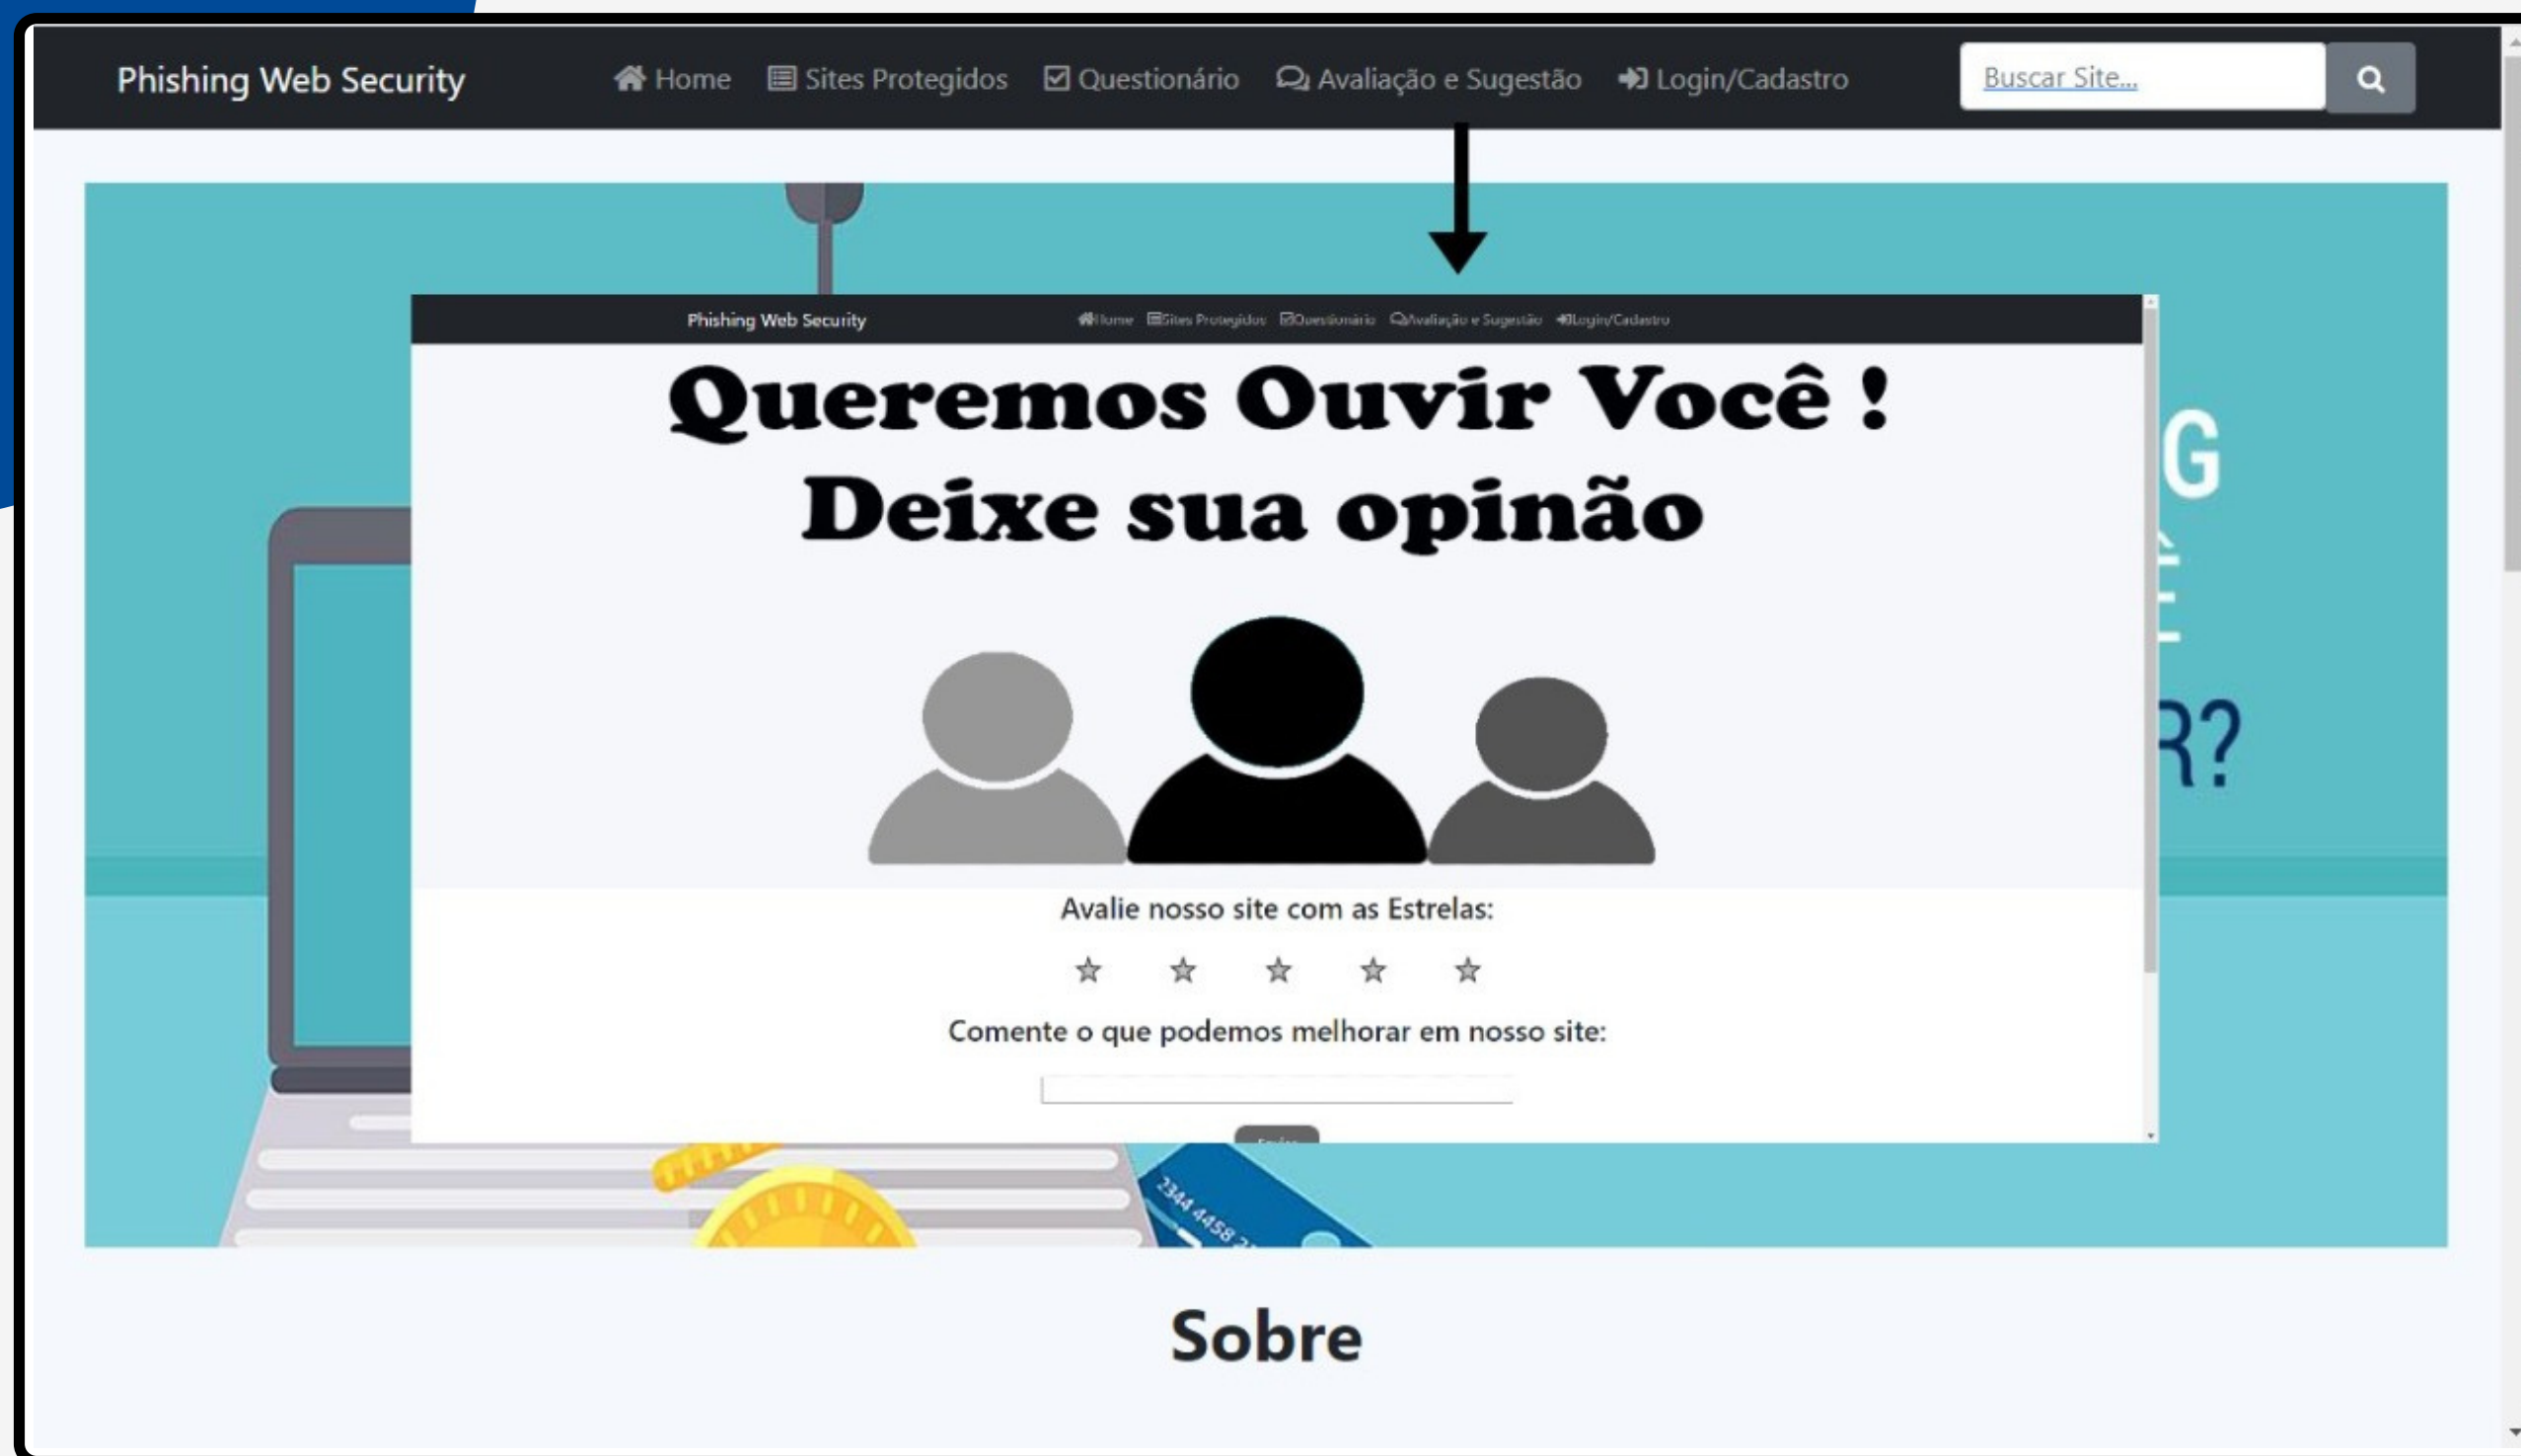 Phishing Web Security Home Sites Protegidos Questionário Avaliação e Sugestão Login/Cadastro Buscar Site...
Phishing Web Security Home Sites Protegidos Questionário Avaliação e Sugestão Login/Cadastro
Queremos Ouvir Você !
Deixe sua opinão
G
Ê
R?
Avalie nosso site com as Estrelas:
Comente o que podemos melhorar em nosso site:
2344 4458
Sobre